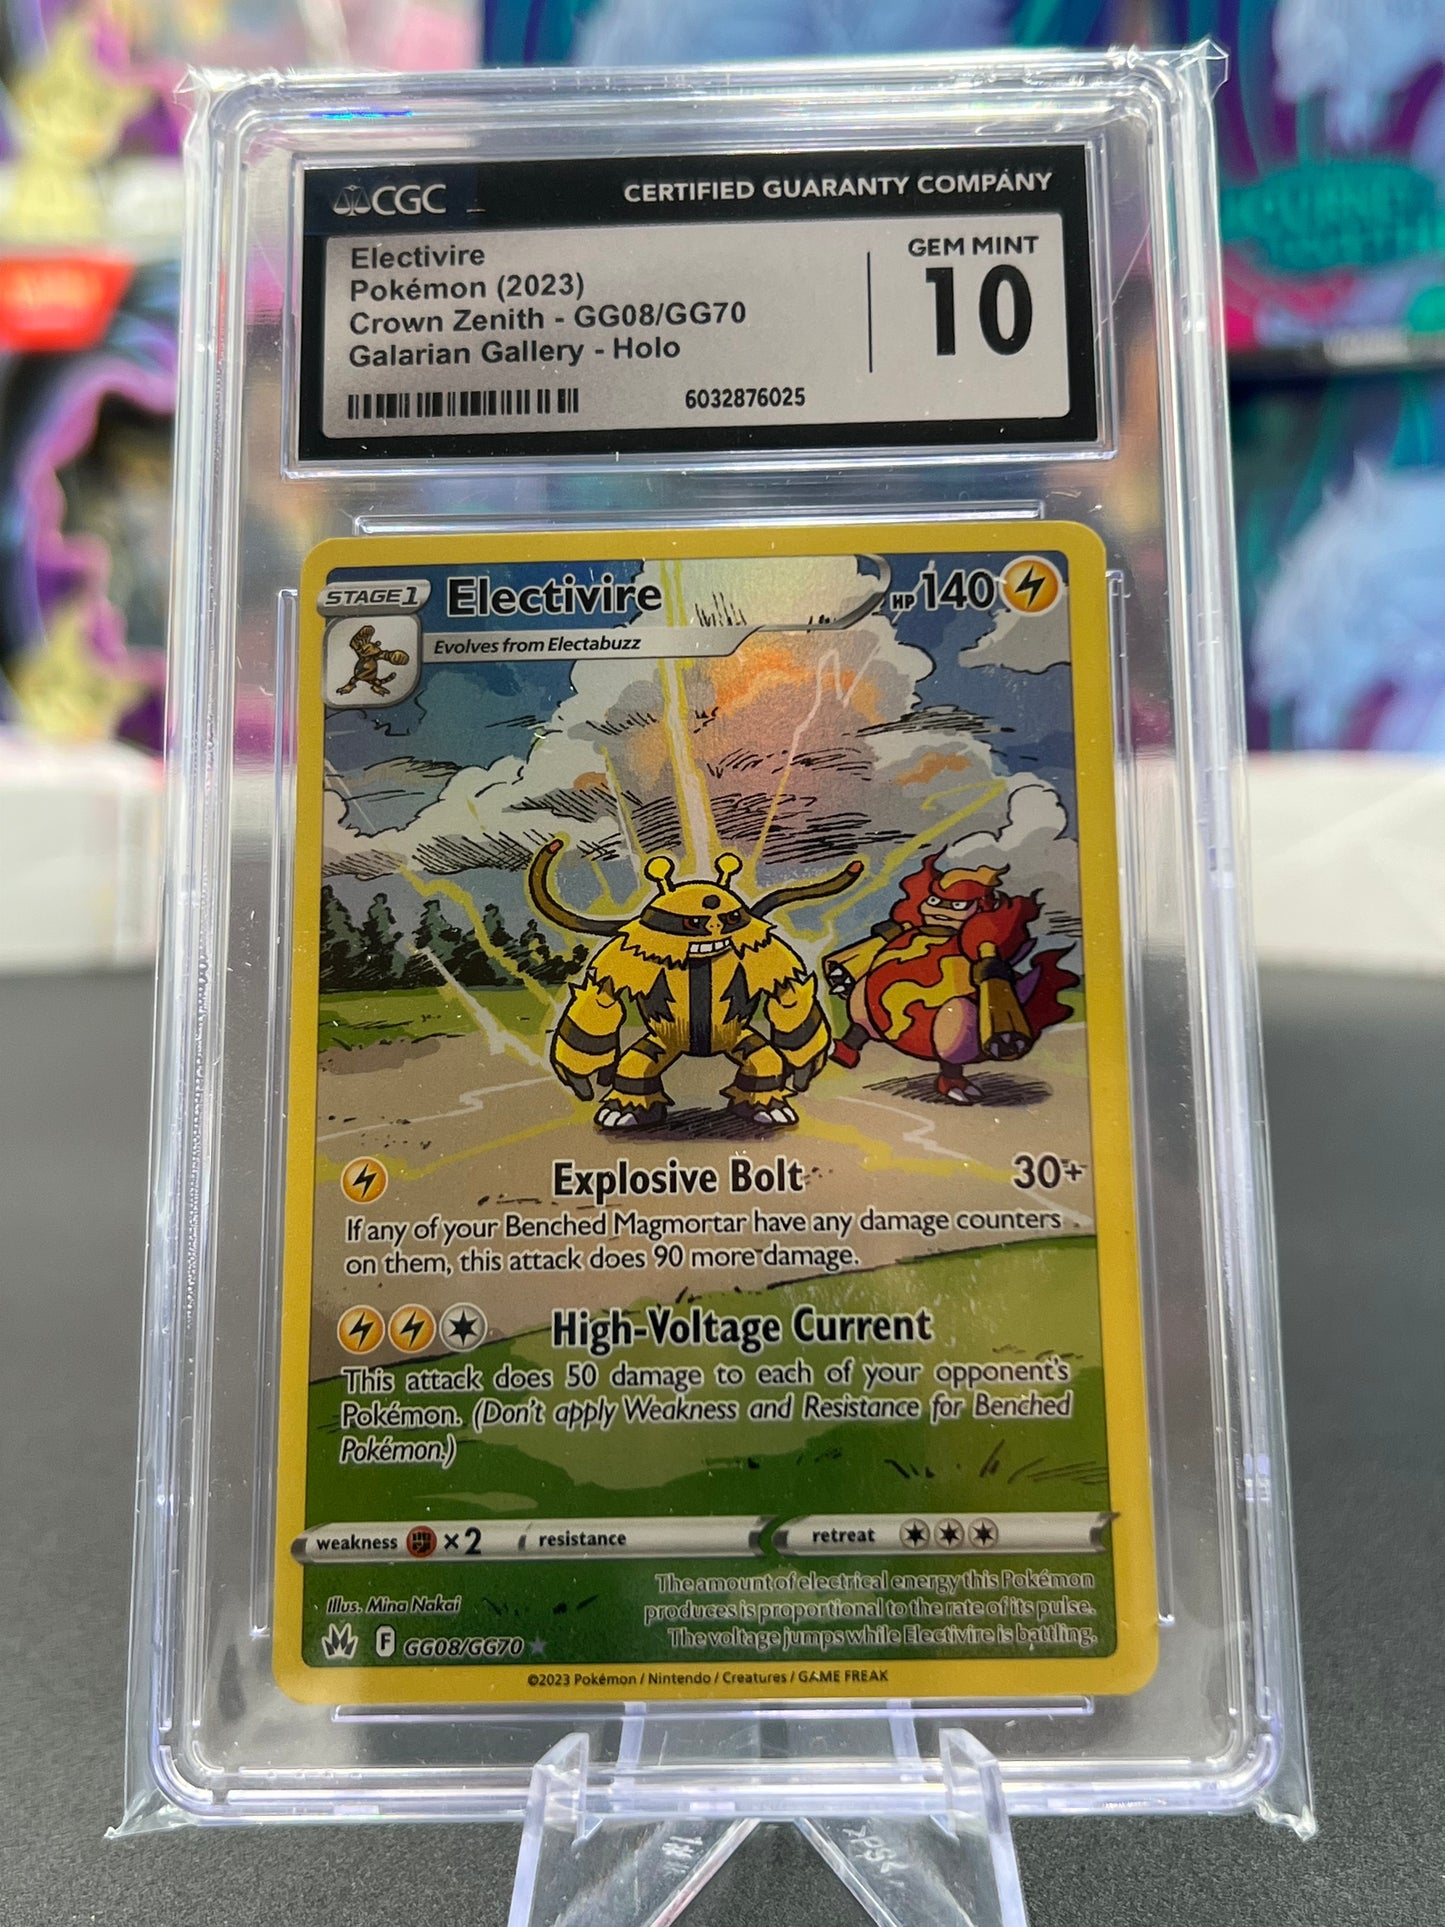 CGC
CERTIFIED GUARANTY COMPANY
Electivire
Pokémon (2023)
Crown Zenith - GG08/GG70
Galarian Gallery - Holo
6032876025
GEM MINT
10
STAGE 1
Electivire
HP 140
Evolves from Electabuzz
Explosive Bolt
30+
If any of your Benched Magmortar have any damage counters
on them, this attack does 90 more damage.
High-Voltage Current
This attack does 50 damage to each of your opponent's
Pokémon. (Don't apply Weakness and Resistance for Benched
Pokémon.)
weakness ×2
resistance
retreat
Illus. Mina Nakai
F GG08/GG70
The amount of electrical energy this Pokémon
produces is proportional to the rate of its pulse.
The voltage jumps while Electivire is battling.
©2023 Pokémon / Nintendo / Creatures / GAME FREAK